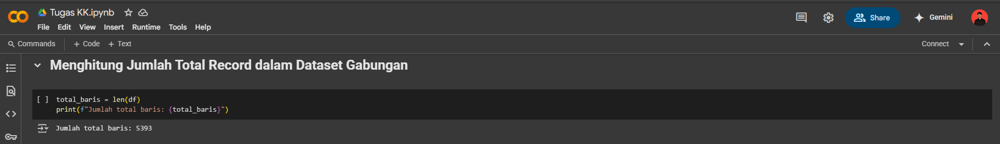 Tugas KK.ipynb
File Edit View Insert Runtime Tools Help
Share
Gemini
Commands + Code + Text
Connect
Menghitung Jumlah Total Record dalam Dataset Gabungan
[ ] total_baris = len(df)
print(f"Jumlah total baris: {total_baris}")
Jumlah total baris: 5393